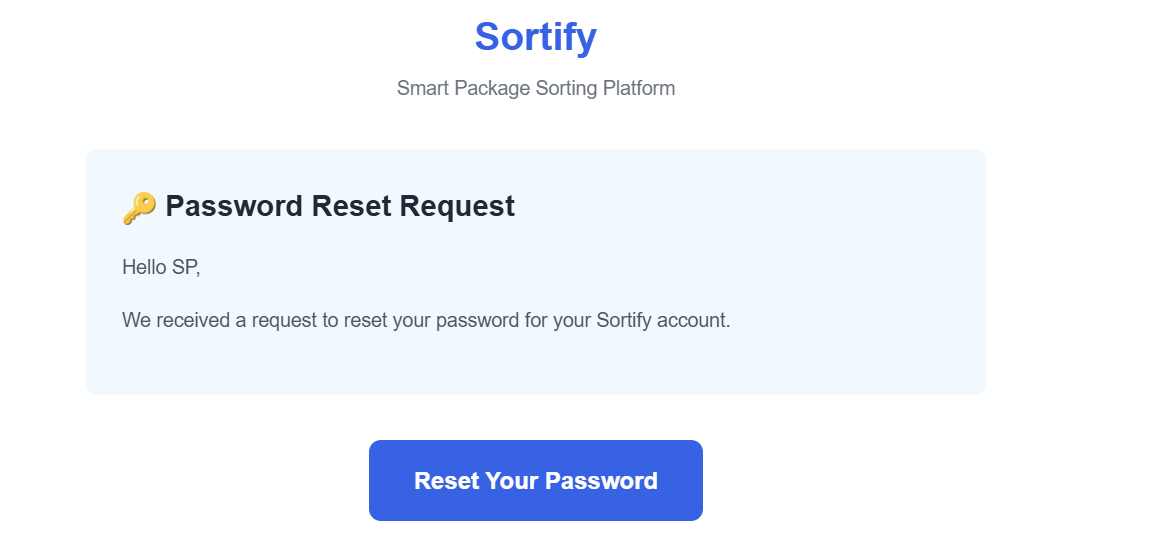 Sortify
Smart Package Sorting Platform
🔑 Password Reset Request
Hello SP,
We received a request to reset your password for your Sortify account.
Reset Your Password